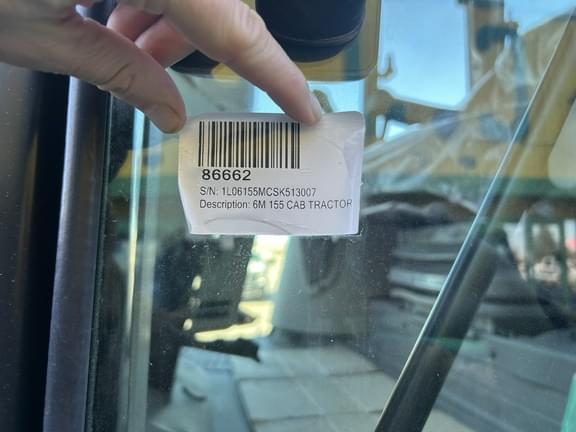 86662
S/N: 1L06155MCSK513007
Description: 6M 155 CAB TRACTOR